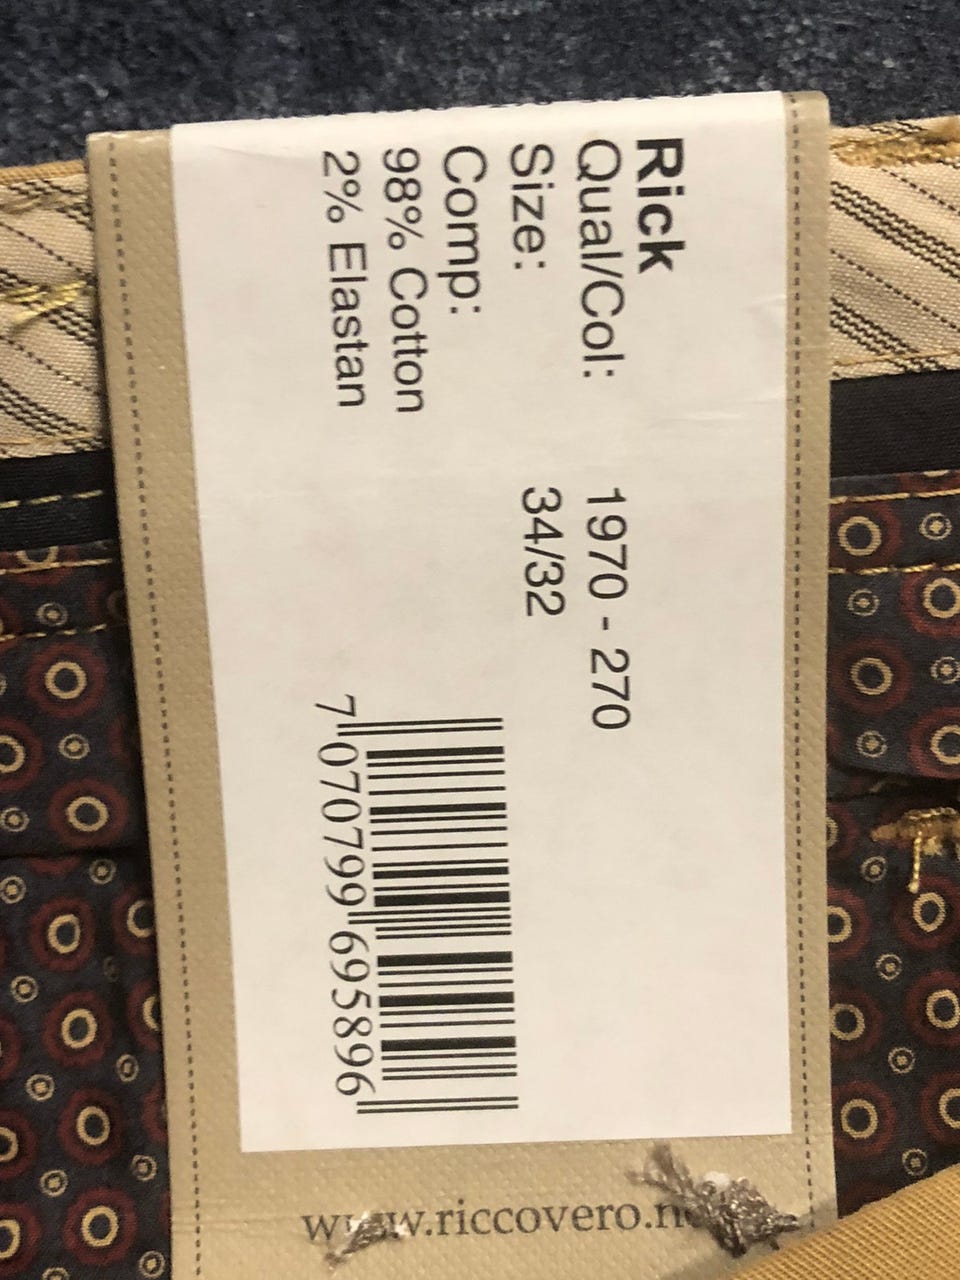 Rick
Qual/Col: 1970 - 270
Size: 34/32
Comp:
98% Cotton
2% Elastan
7 070799 695896